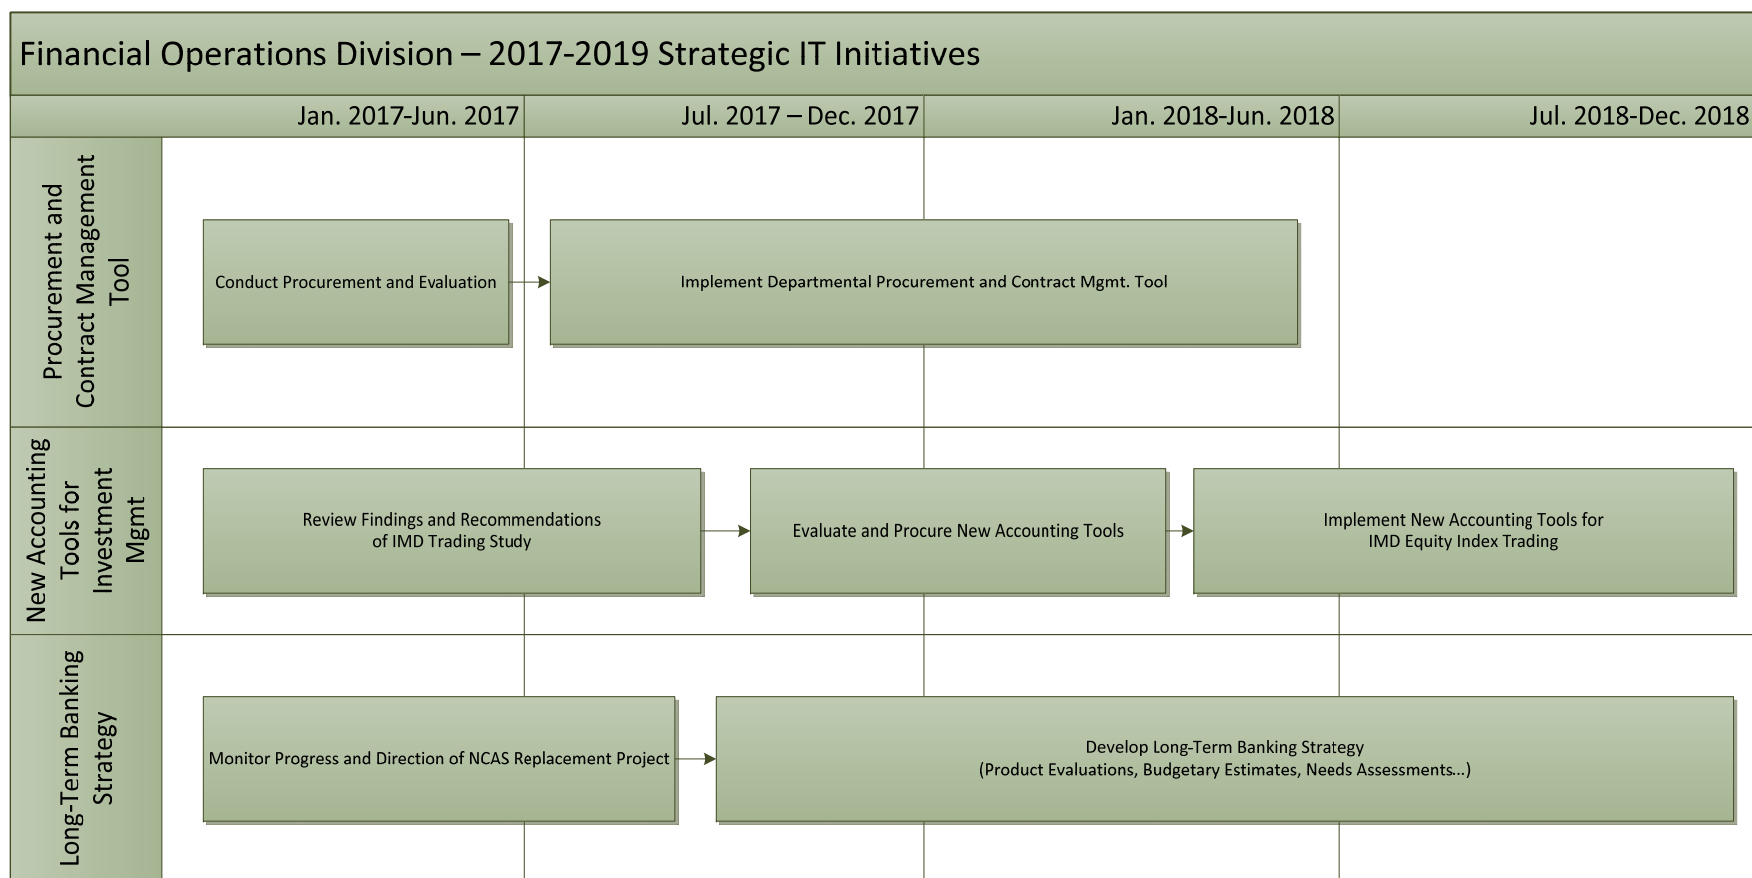 Financial Operations Division – 2017-2019 Strategic IT Initiatives
Jan. 2017-Jun. 2017
Jul. 2017 – Dec. 2017
Jan. 2018-Jun. 2018
Jul. 2018-Dec. 2018
Procurement and
Contract Management
Tool
Conduct Procurement and Evaluation
Implement Departmental Procurement and Contract Mgmt. Tool
New Accounting
Tools for
Investment
Mgmt
Review Findings and Recommendations
of IMD Trading Study
Evaluate and Procure New Accounting Tools
Implement New Accounting Tools for
IMD Equity Index Trading
Long-Term Banking
Strategy
Monitor Progress and Direction of NCAS Replacement Project
Develop Long-Term Banking Strategy
(Product Evaluations, Budgetary Estimates, Needs Assessments...)